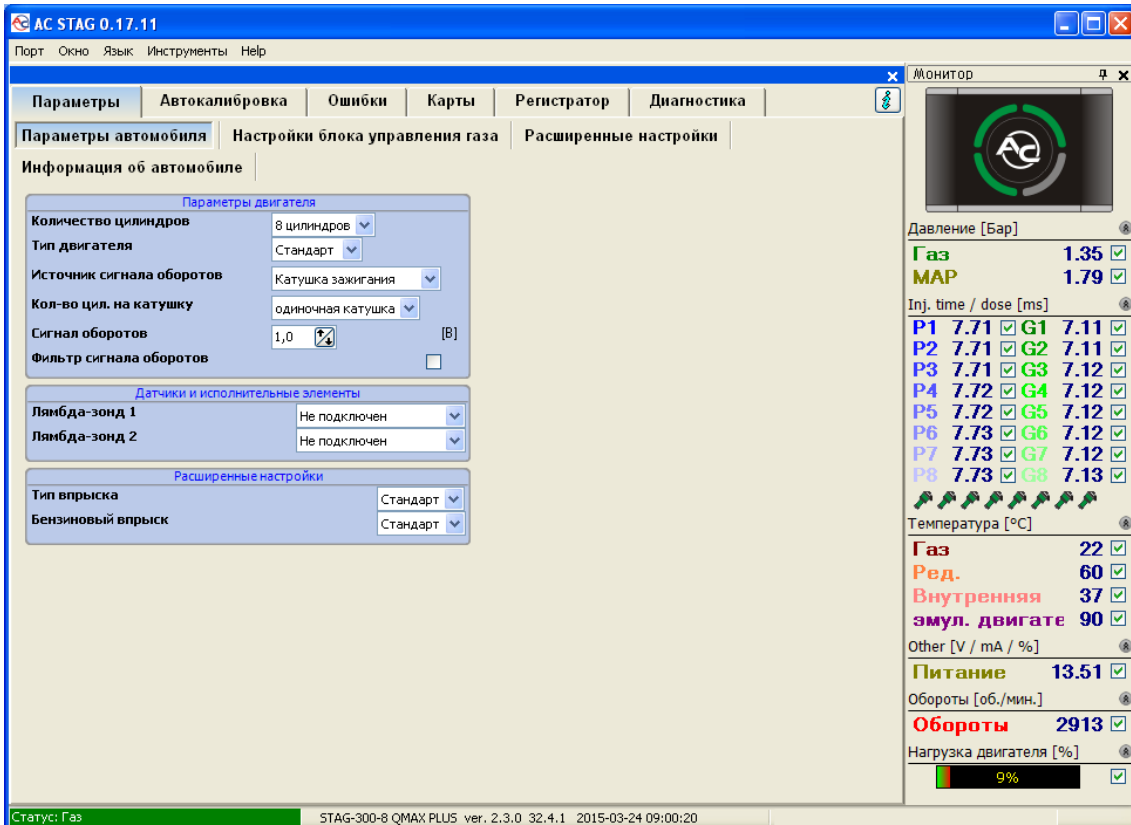 AC STAG 0.17.11
Порт Окно Язык Инструменты Help
Параметры Автокалибровка Ошибки Карты Регистратор Диагностика
Параметры автомобиля Настройки блока управления газа Расширенные настройки
Информация об автомобиле
Параметры двигателя
Количество цилиндров 8 цилиндров
Тип двигателя Стандарт
Источник сигнала оборотов Катушка зажигания
Кол-во цил. на катушку одиночная катушка
Сигнал оборотов 1,0 [В]
Фильтр сигнала оборотов
Датчики и исполнительные элементы
Лямбда-зонд 1 Не подключен
Лямбда-зонд 2 Не подключен
Расширенные настройки
Тип впрыска Стандарт
Бензиновый впрыск Стандарт
Монитор
AC
Давление [Бар]
Газ 1.35
MAP 1.79
Inj. time / dose [ms]
P1 7.71 G1 7.11
P2 7.71 G2 7.11
P3 7.71 G3 7.12
P4 7.72 G4 7.12
P5 7.72 G5 7.12
P6 7.73 G6 7.12
P7 7.73 G7 7.12
P8 7.73 G8 7.13
Температура [°C]
Газ 22
Ред. 60
Внутренняя 37
эмул. двигате 90
Other [V / mA / %]
Питание 13.51
Обороты [об./мин.]
Обороты 2913
Нагрузка двигателя [%]
9%
Статус: Газ STAG-300-8 QMAX PLUS ver. 2.3.0 32.4.1 2015-03-24 09:00:20